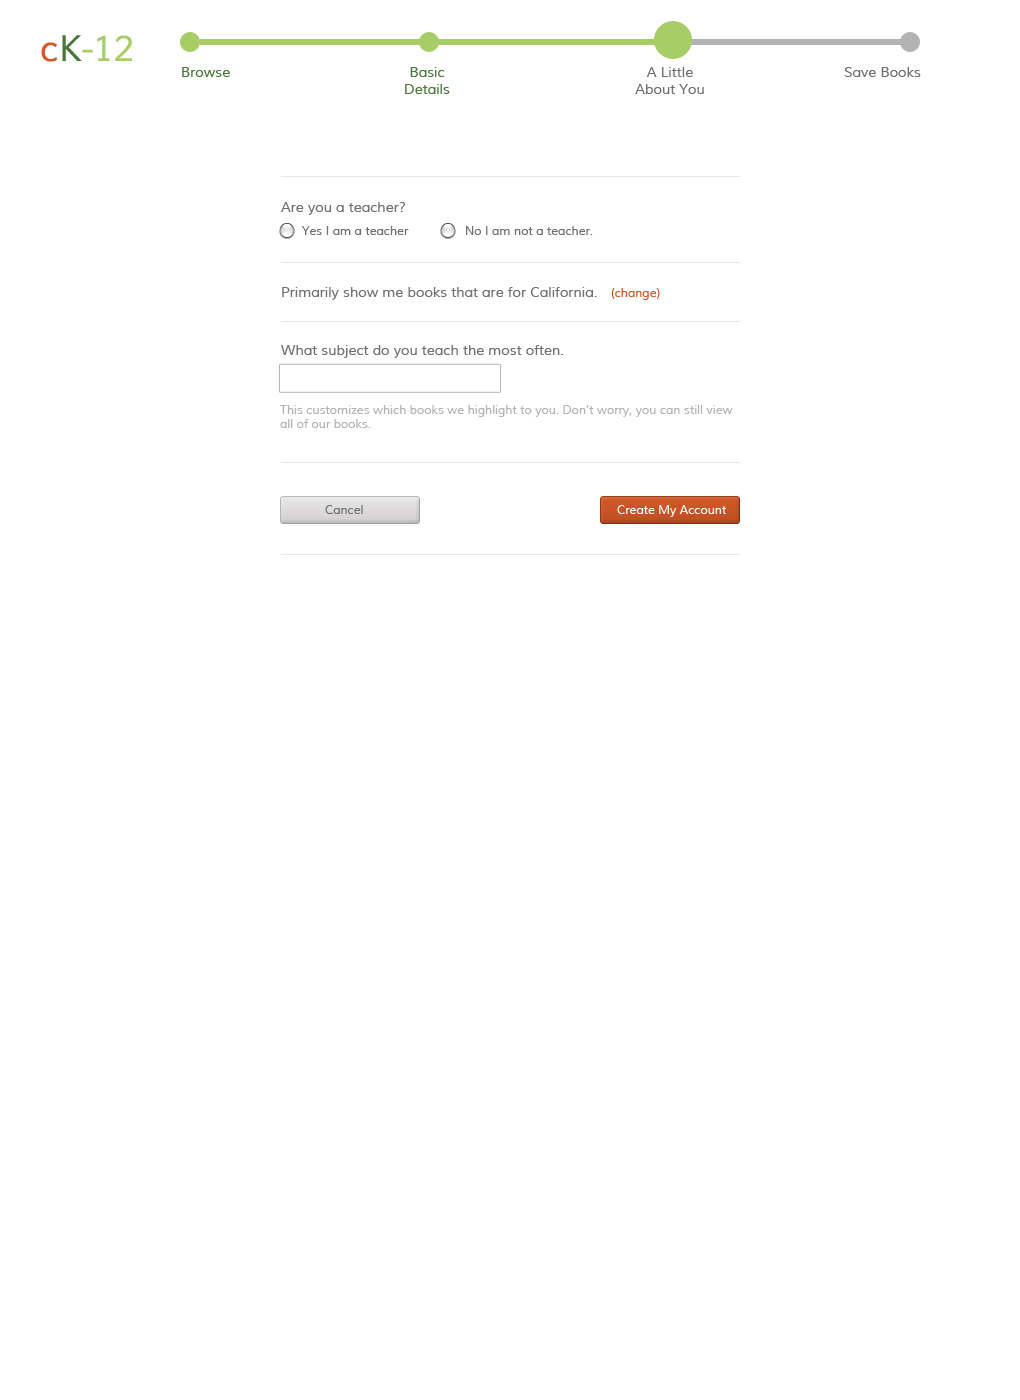 cK-12
Browse
Basic
Details
A Little
About You
Save Books
Are you a teacher?
Yes I am a teacher
No I am not a teacher.
Primarily show me books that are for California. (change)
What subject do you teach the most often.
This customizes which books we highlight to you. Don't worry, you can still view
all of our books.
Cancel
Create My Account